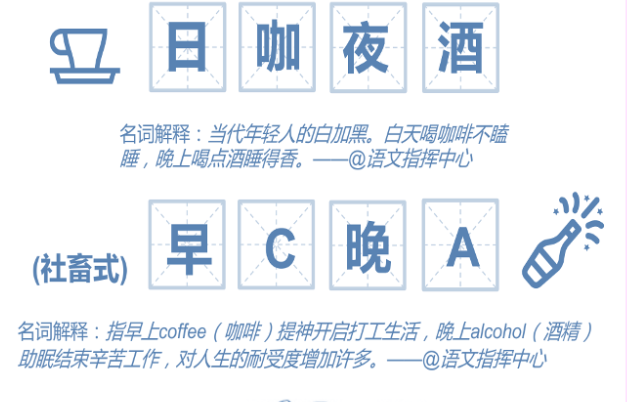 日咖夜酒
名词解释：当代年轻人的白加黑。白天喝咖啡不瞌
睡，晚上喝点酒睡得香。——@语文指挥中心
(社畜式) 早C晚A
名词解释：指早上coffee（咖啡）提神开启打工生活，晚上alcohol（酒精）
助眠结束辛苦工作，对人生的耐受度增加许多。——@语文指挥中心